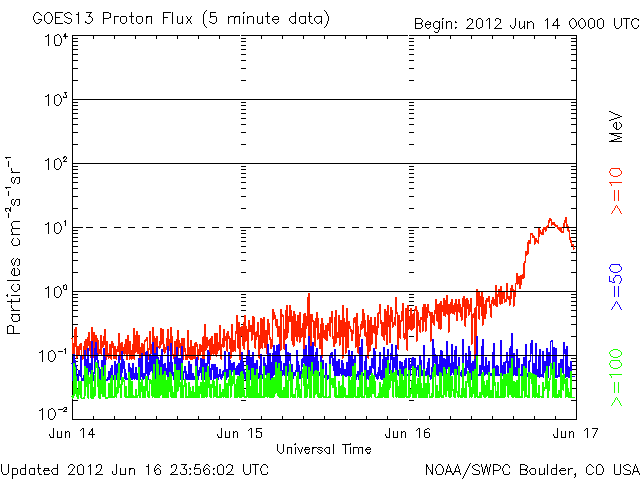 GOES13 Proton Flux (5 minute data)
Begin: 2012 Jun 14 0000 UTC
10⁴
10³
10²
10¹
10⁰
10⁻¹
10⁻²
Particles cm⁻²s⁻¹sr⁻¹
MeV
>=10
>=50
>=100
Jun 14
Jun 15
Jun 16
Jun 17
Universal Time
Updated 2012 Jun 16 23:56:02 UTC
NOAA/SWPC Boulder, CO USA